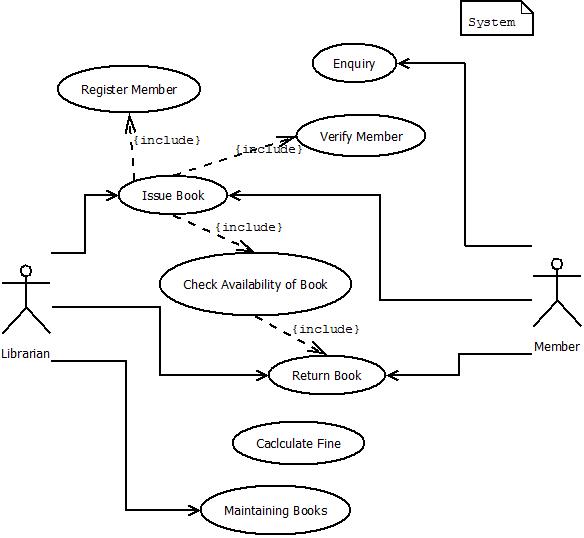 System
Enquiry
Register Member
{include}
Verify Member
{include}
Issue Book
{include}
Check Availability of Book
{include}
Librarian
Member
Return Book
Caclculate Fine
Maintaining Books